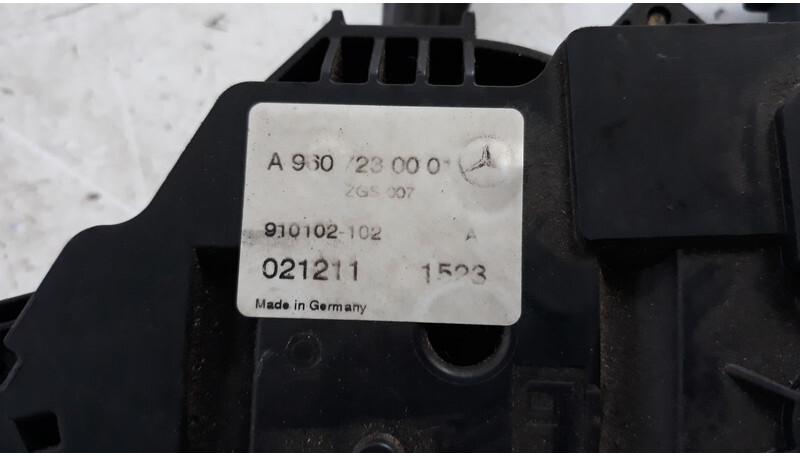 A 960 723 00 01
ZGS 007
910102-102 A
021211 1523
Made in Germany